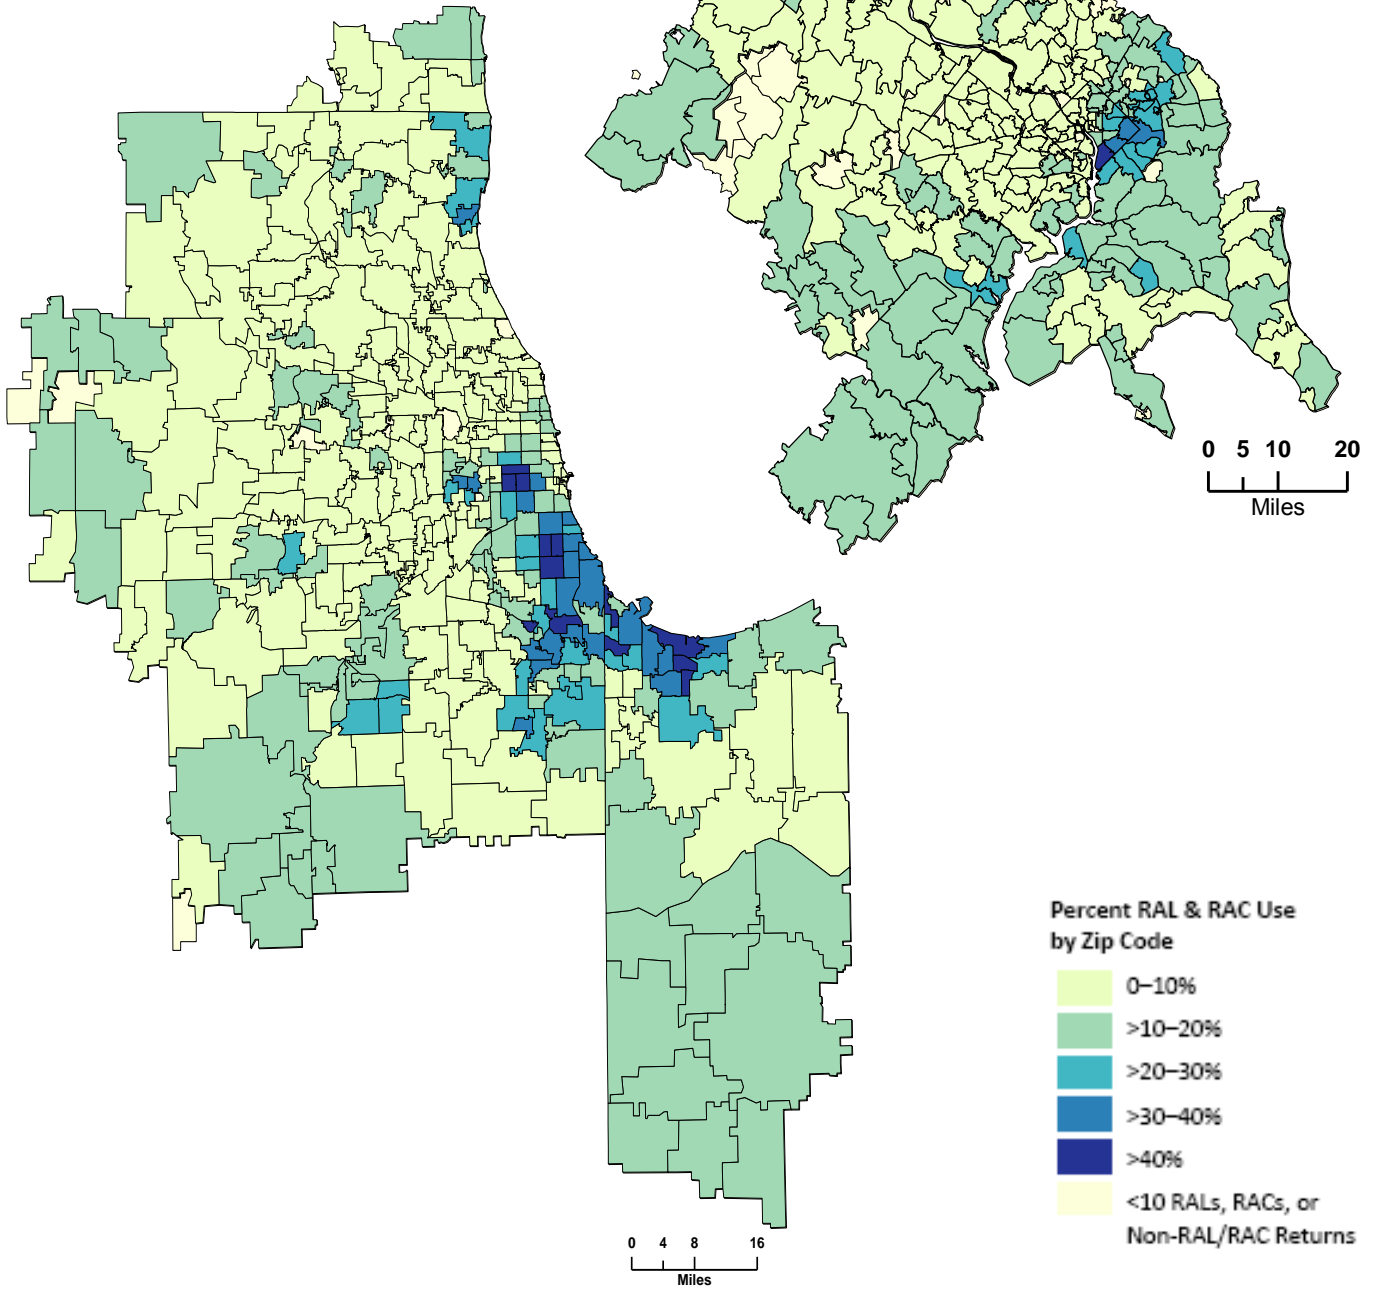 0 5 10 20
Miles
Percent RAL & RAC Use
by Zip Code
0–10%
>10–20%
>20–30%
>30–40%
>40%
<10 RALs, RACs, or
Non-RAL/RAC Returns
0 4 8 16
Miles